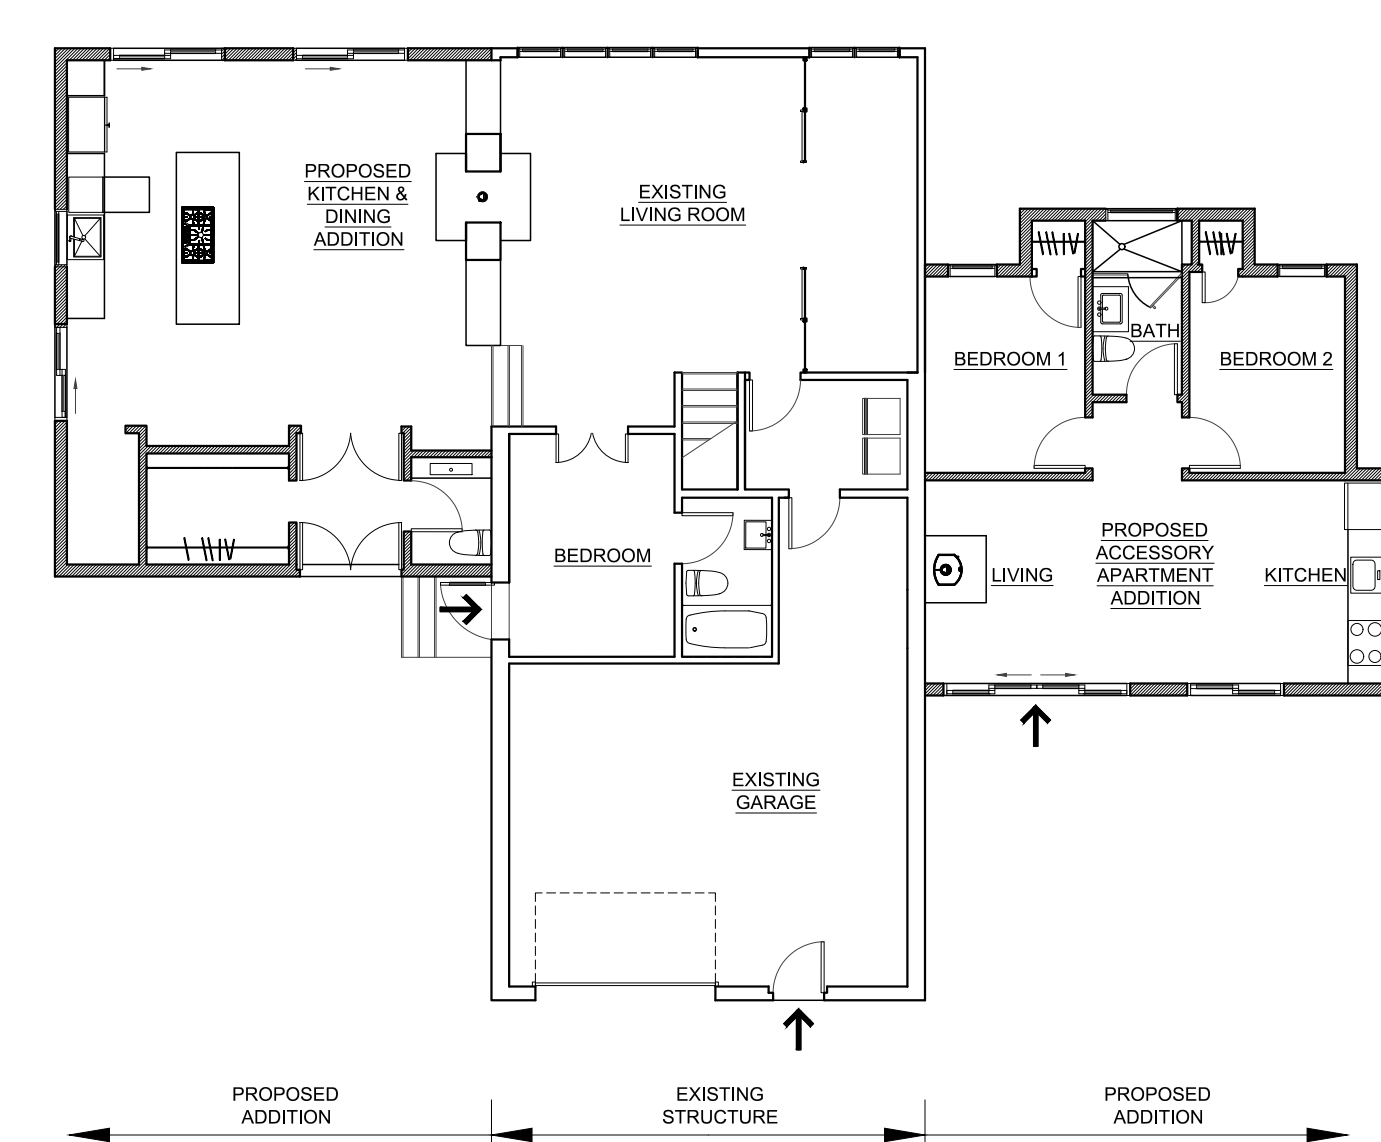 PROPOSED
KITCHEN &
DINING
ADDITION
EXISTING
LIVING ROOM
BEDROOM 1
BATH
BEDROOM 2
BEDROOM
LIVING
PROPOSED
ACCESSORY
APARTMENT
ADDITION
KITCHEN
EXISTING
GARAGE
PROPOSED
ADDITION
EXISTING
STRUCTURE
PROPOSED
ADDITION